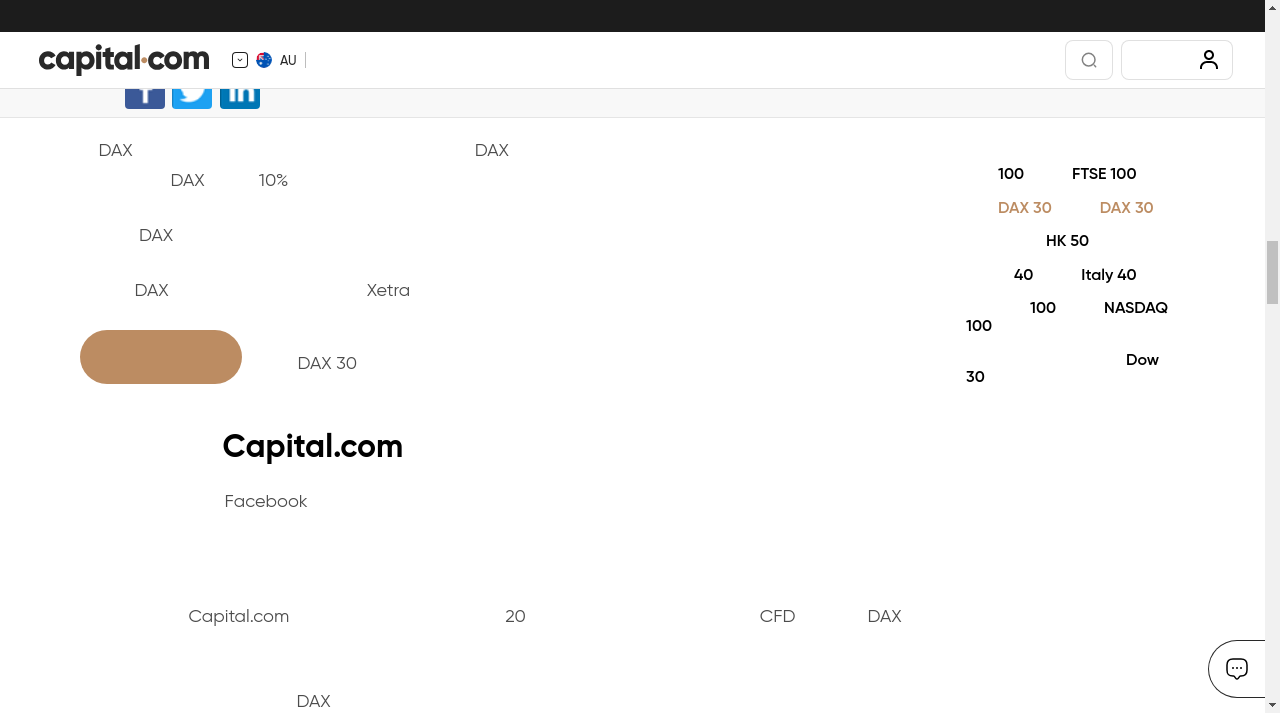 capital.com AU
DAX DAX
DAX 10%
DAX
DAX Xetra
DAX 30
Capital.com
Facebook
Capital.com 20 CFD DAX
DAX
100 FTSE 100
DAX 30 DAX 30
HK 50
40 Italy 40
100 NASDAQ
100
Dow
30